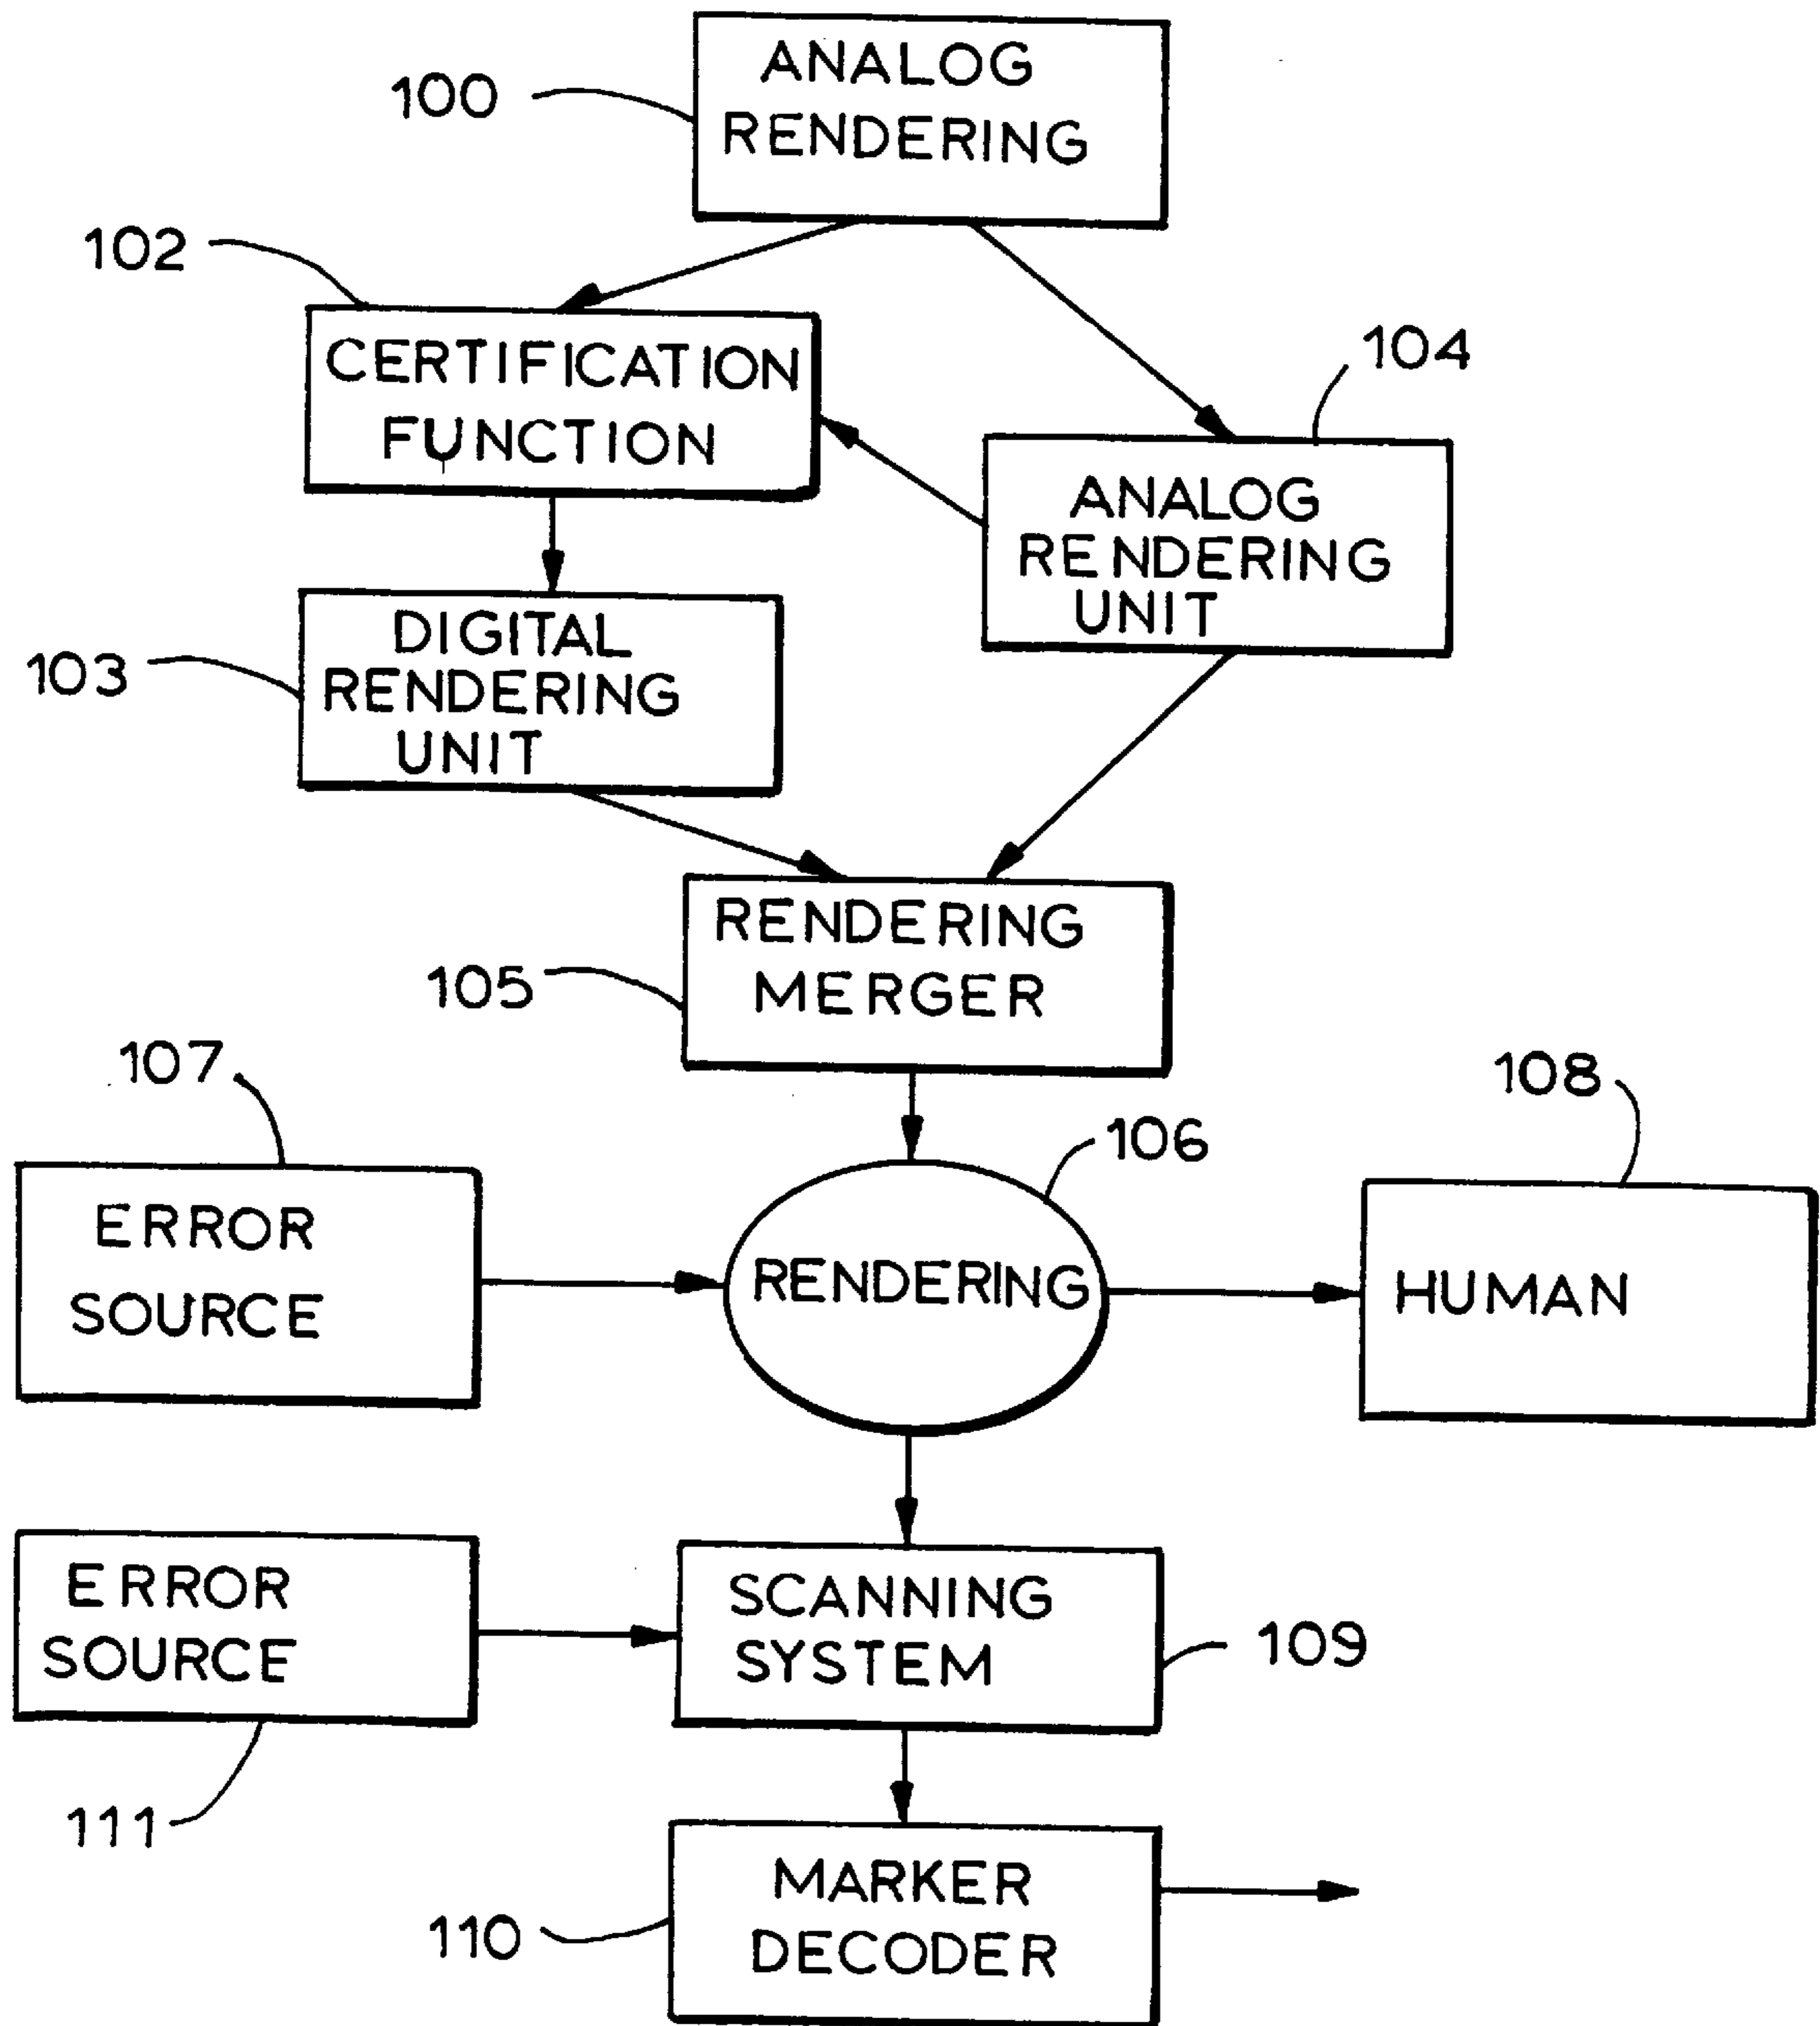 100
ANALOG
RENDERING
102
CERTIFICATION
FUNCTION
104
ANALOG
RENDERING
UNIT
103
DIGITAL
RENDERING
UNIT
105
RENDERING
MERGER
107
ERROR
SOURCE
106
RENDERING
108
HUMAN
ERROR
SOURCE
111
SCANNING
SYSTEM
109
110
MARKER
DECODER